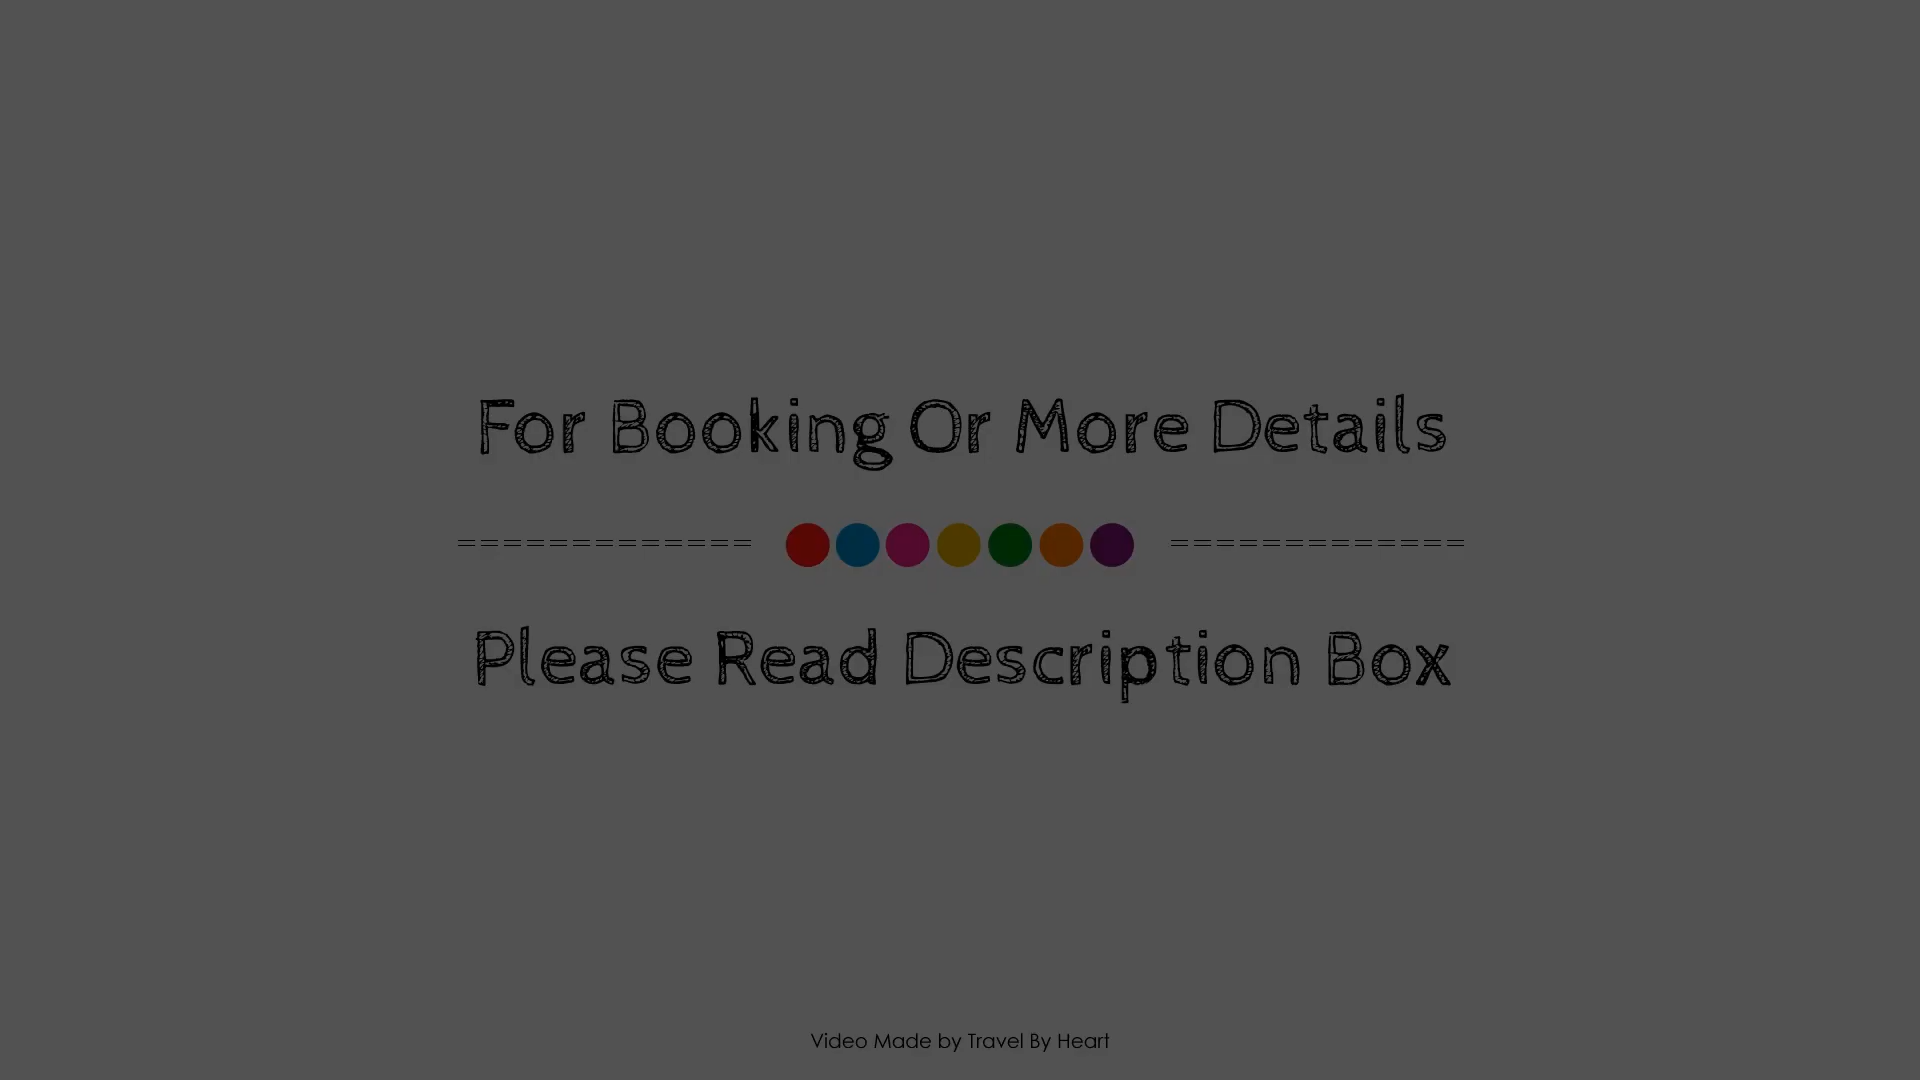 For Booking Or More Details
============= =============
Please Read Description Box
Video Made by Travel By Heart